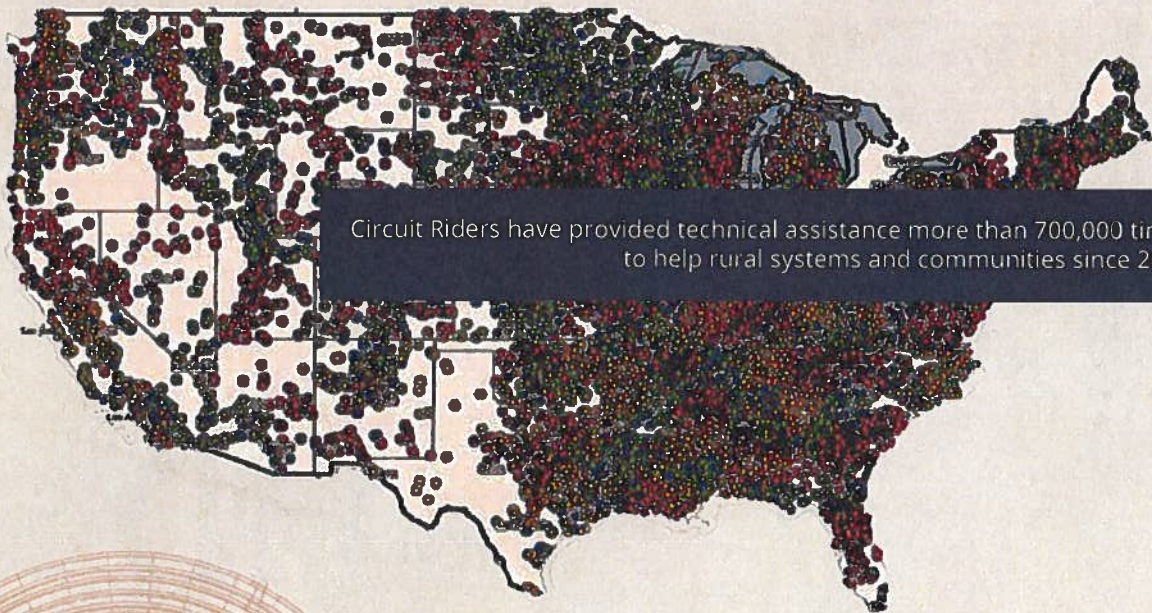 Circuit Riders have provided technical assistance more than 700,000
to help rural systems and communities since